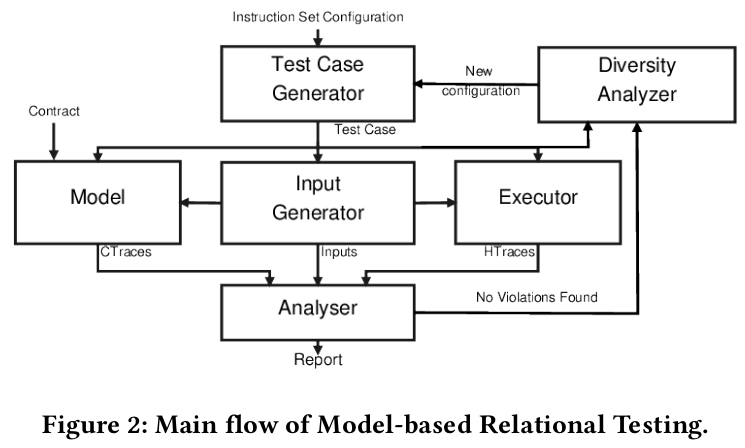 Instruction Set Configuration
Test Case
Generator
New
configuration
Diversity
Analyzer
Contract
Test Case
Model
Input
Generator
Executor
CTraces
Inputs
HTraces
Analyser
No Violations Found
Report
Figure 2: Main flow of Model-based Relational Testing.